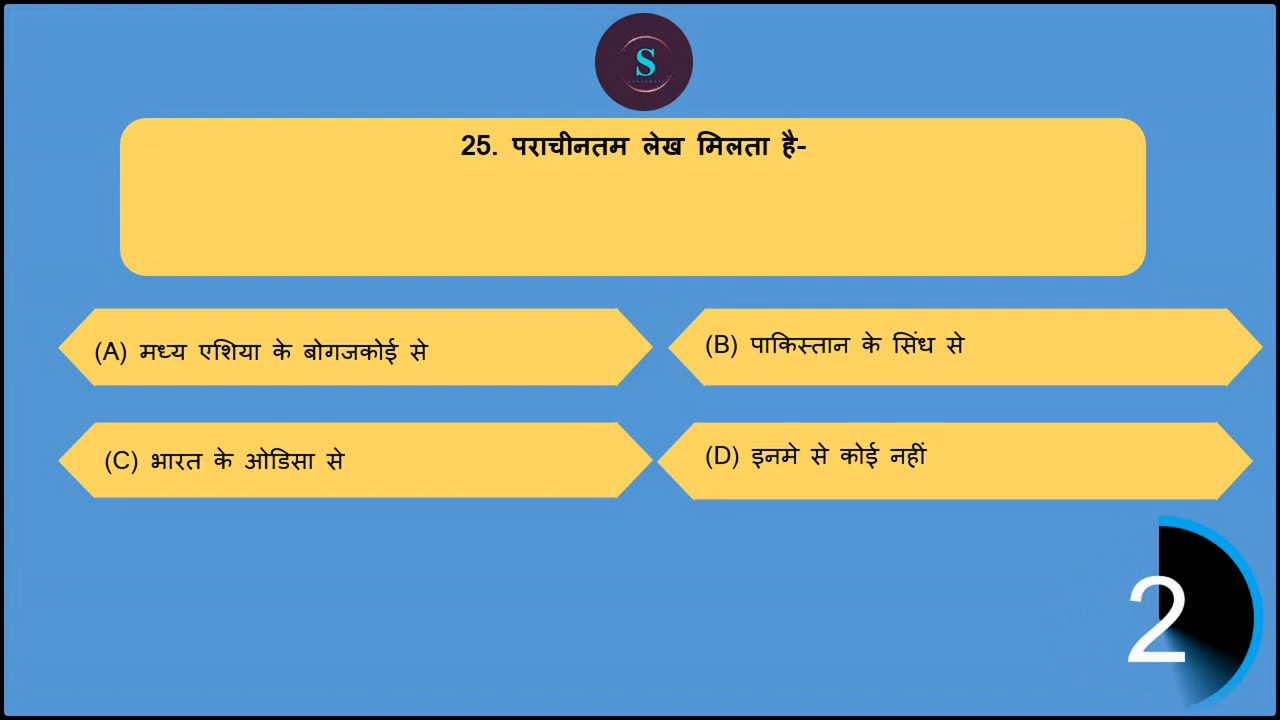 S
25. पराचीनतम लेख मिलता है-
(A) मध्य एशिया के बोगजकोई से
(B) पाकिस्तान के सिंध से
(C) भारत के ओडिसा से
(D) इनमे से कोई नहीं
2